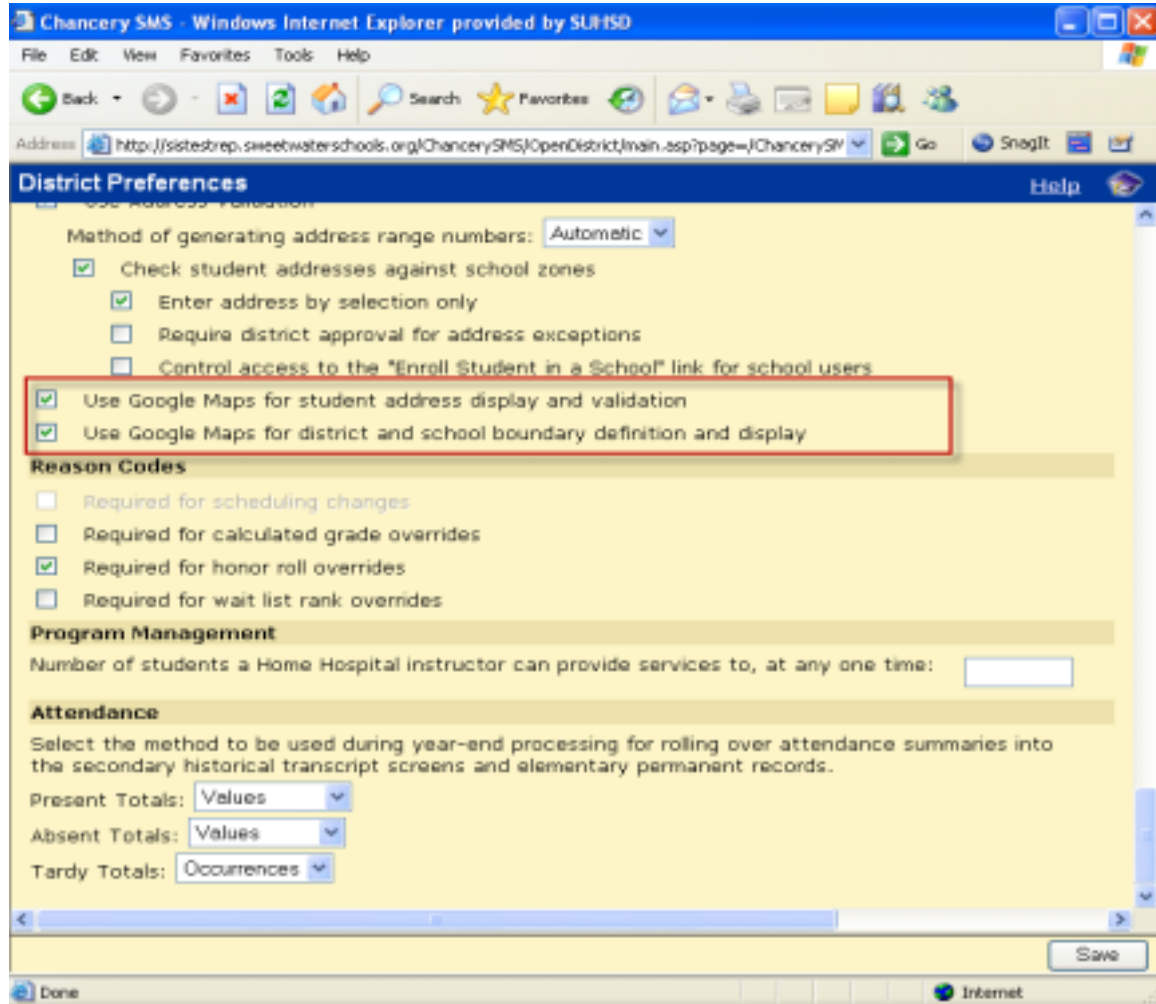 Chancery SMS - Windows Internet Explorer provided by SUHSD
File Edit View Favorites Tools Help
Back Search Favorites
Address http://sistestrep.sweetwaterschools.org/ChancerySMS/OpenDistrict/main.asp?page=/ChancerySM Go SnagIt
District Preferences Help
Use Address Validation
Method of generating address range numbers: Automatic
Check student addresses against school zones
Enter address by selection only
Require district approval for address exceptions
Control access to the "Enroll Student in a School" link for school users
Use Google Maps for student address display and validation
Use Google Maps for district and school boundary definition and display
Reason Codes
Required for scheduling changes
Required for calculated grade overrides
Required for honor roll overrides
Required for wait list rank overrides
Program Management
Number of students a Home Hospital instructor can provide services to, at any one time:
Attendance
Select the method to be used during year-end processing for rolling over attendance summaries into
the secondary historical transcript screens and elementary permanent records.
Present Totals: Values
Absent Totals: Values
Tardy Totals: Occurrences
Save
Done Internet